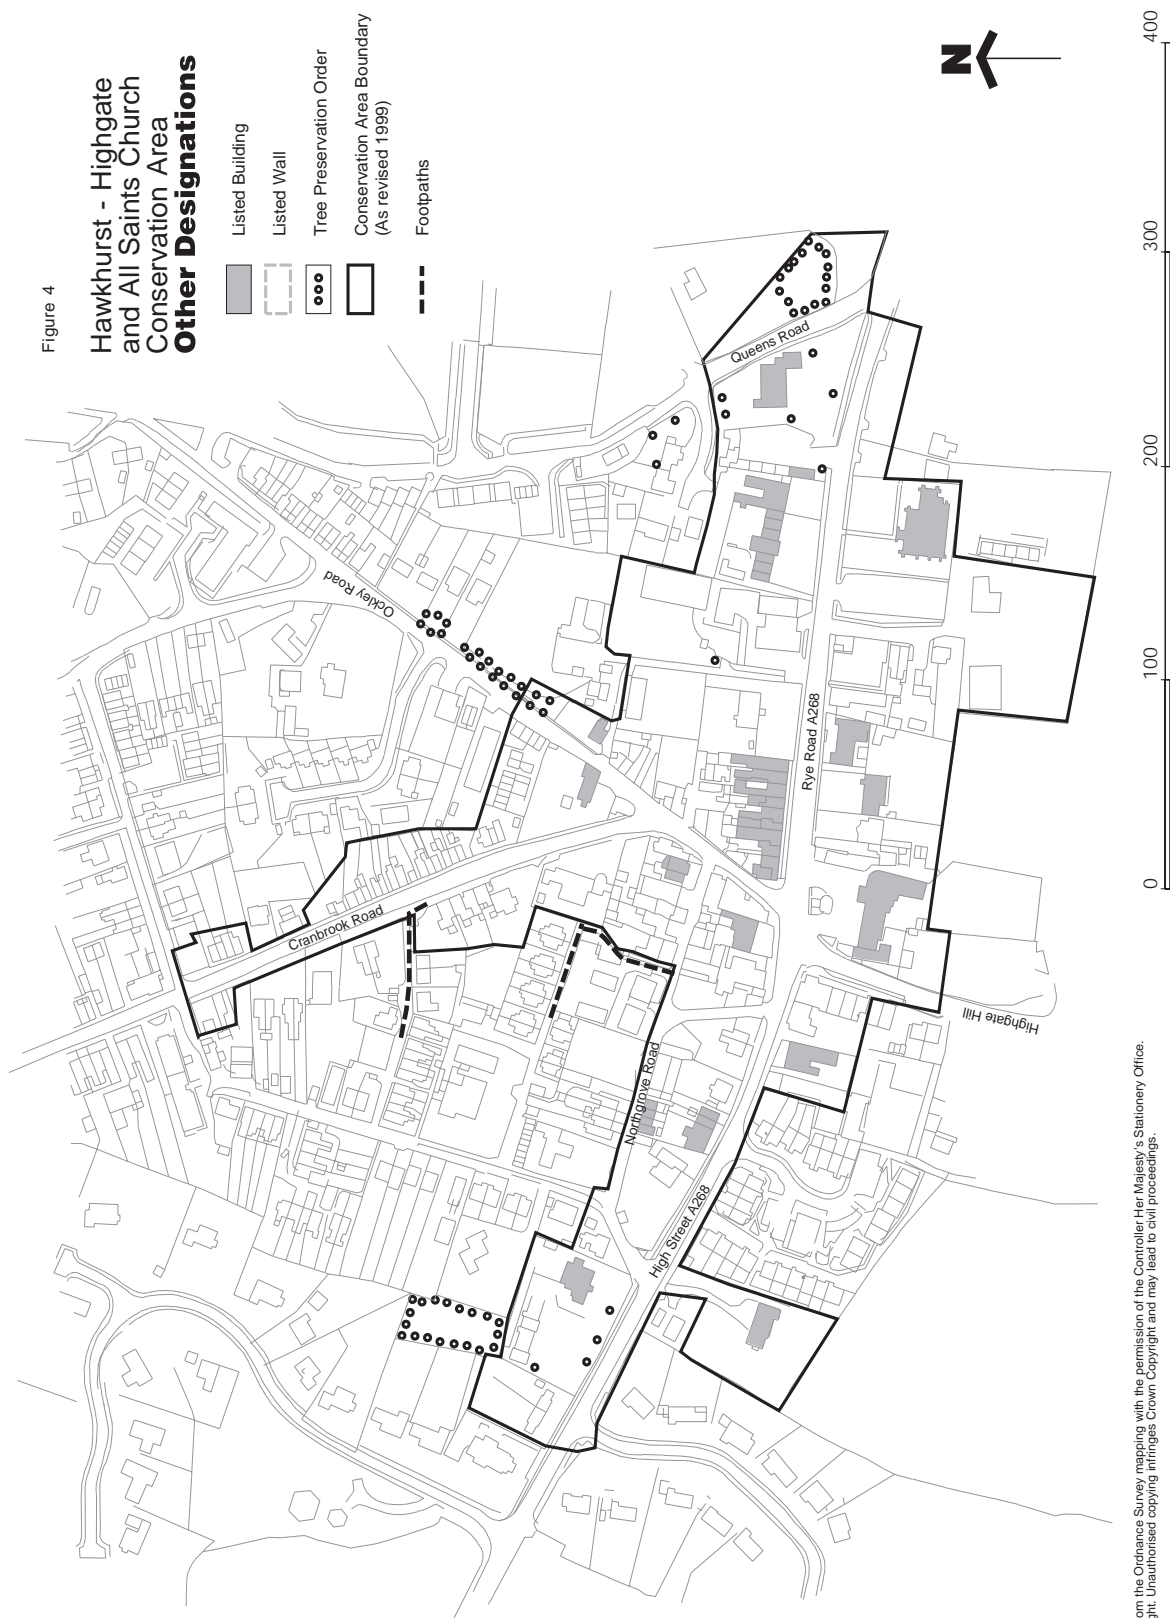 Figure 4
Hawkhurst - Highgate
and All Saints Church
Conservation Area
Other Designations
Listed Building
Listed Wall
Tree Preservation Order
Conservation Area Boundary
(As revised 1999)
Footpaths
N
Ockley Road
Queens Road
Cranbrook Road
Rye Road A268
Northgrove Road
High Street A268
Highgate Hill
0 100 200 300 400
om the Ordnance Survey mapping with the permission of the Controller Her Majesty's Stationery Office.
ght. Unauthorised copying infringes Crown Copyright and may lead to civil proceedings.